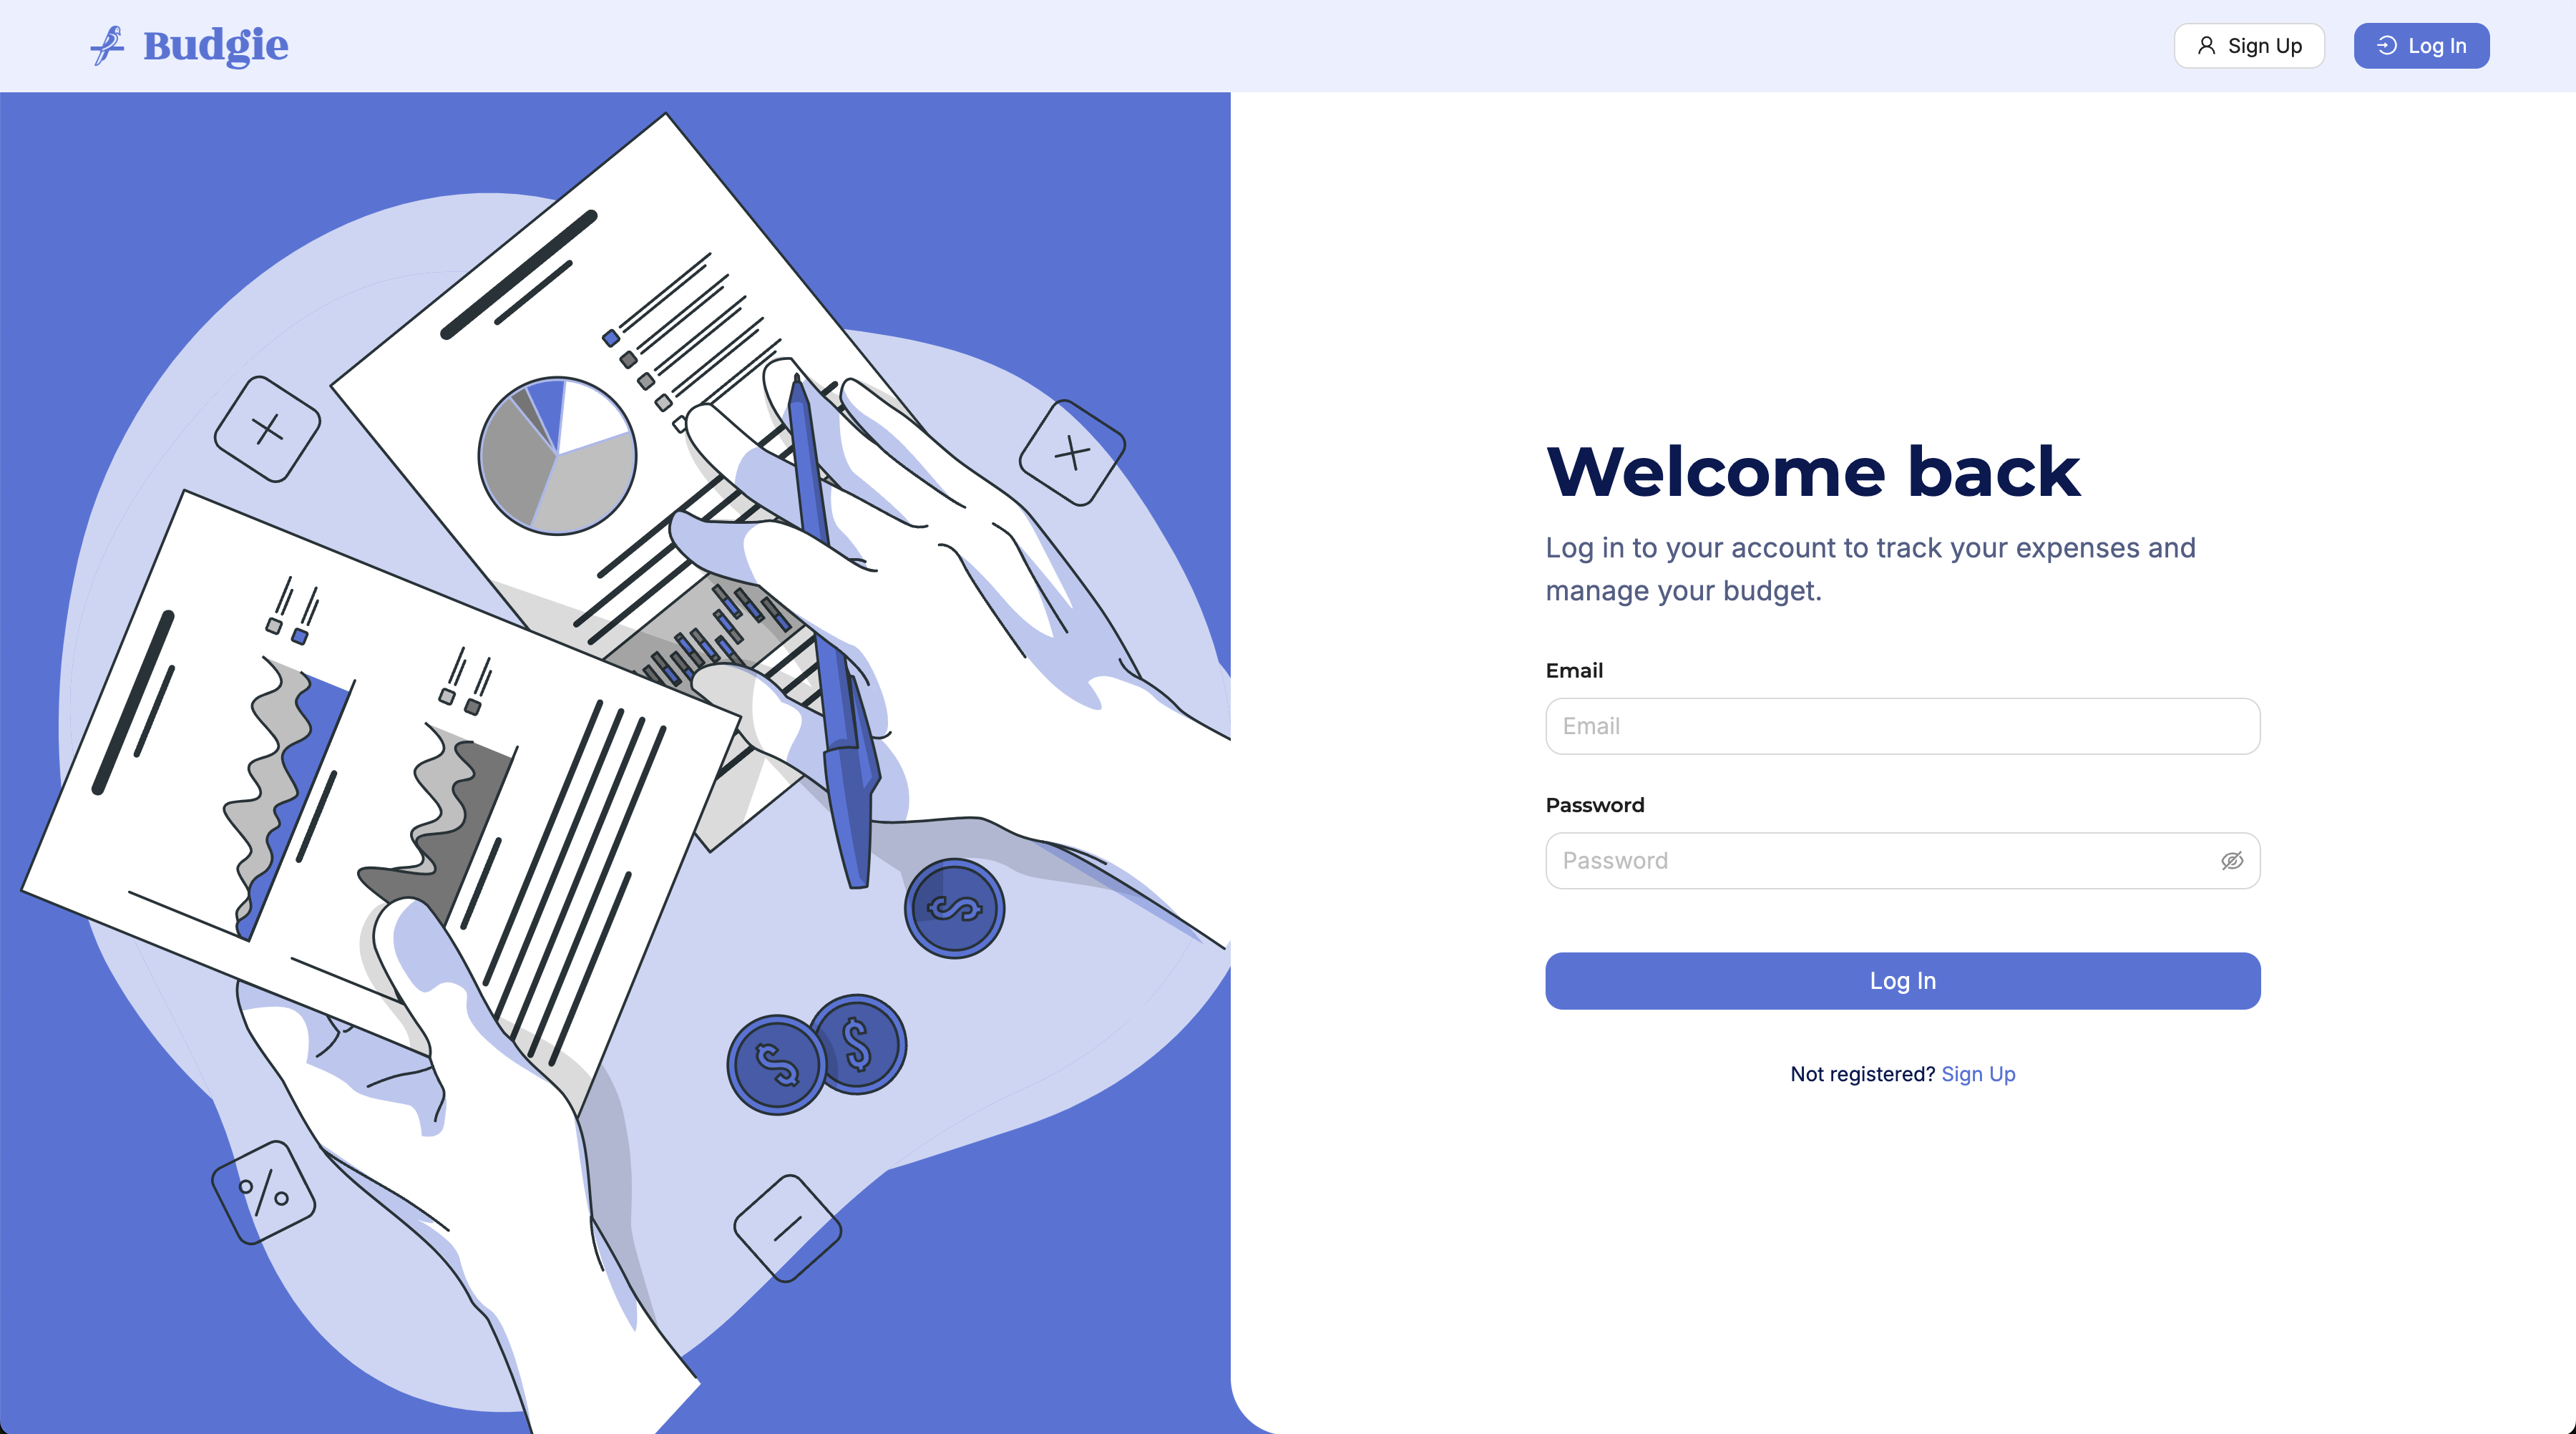 Budgie
Sign Up
Log In
Welcome back
Log in to your account to track your expenses and
manage your budget.
Email
Email
Password
Password
Log In
Not registered? Sign Up
$
$
$
%